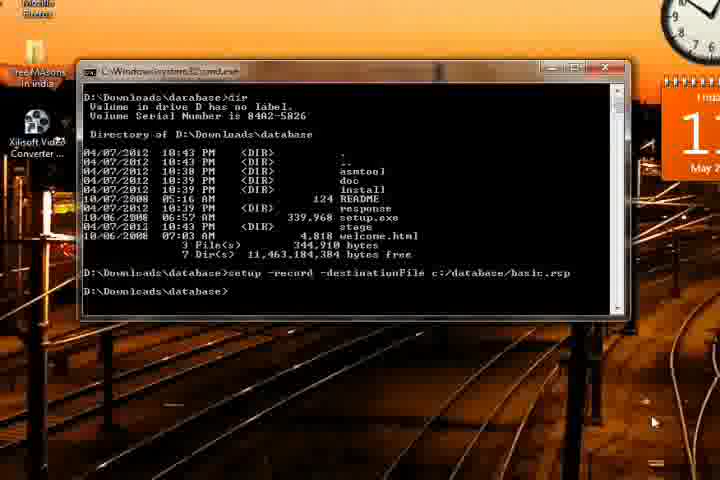 Mozilla
Firefox
FreeMAsons
in india
Xilisoft Video
Converter ...
C:\Windows\system32\cmd.exe
D:\Downloads\database>dir
Volume in drive D has no label.
Volume Serial Number is 84A2-5826
Directory of D:\Downloads\database
04/07/2012 10:43 PM <DIR> .
04/07/2012 10:43 PM <DIR> ..
04/07/2012 10:38 PM <DIR> asmtool
04/07/2012 10:39 PM <DIR> doc
04/07/2012 10:39 PM <DIR> install
10/07/2008 05:16 AM 124 README
04/07/2012 10:39 PM <DIR> response
10/06/2008 06:57 AM 339,968 setup.exe
04/07/2012 10:43 PM <DIR> stage
10/06/2008 07:03 AM 4,818 welcome.html
3 File(s) 344,910 bytes
7 Dir(s) 11,463,184,384 bytes free
D:\Downloads\database>setup -record -destinationFile c:/database/basic.rsp
D:\Downloads\database>
10
9
8
7
6
May 2